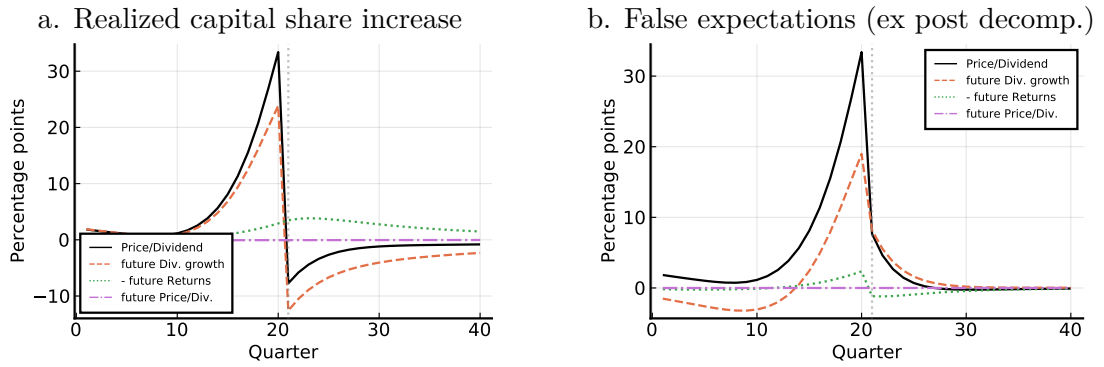 a. Realized capital share increase
Percentage points
30
20
10
0
−10
Price/Dividend
future Div. growth
- future Returns
future Price/Div.
0
10
20
30
40
Quarter
b. False expectations (ex post decomp.)
Percentage points
30
20
10
0
Price/Dividend
future Div. growth
- future Returns
future Price/Div.
0
10
20
30
40
Quarter